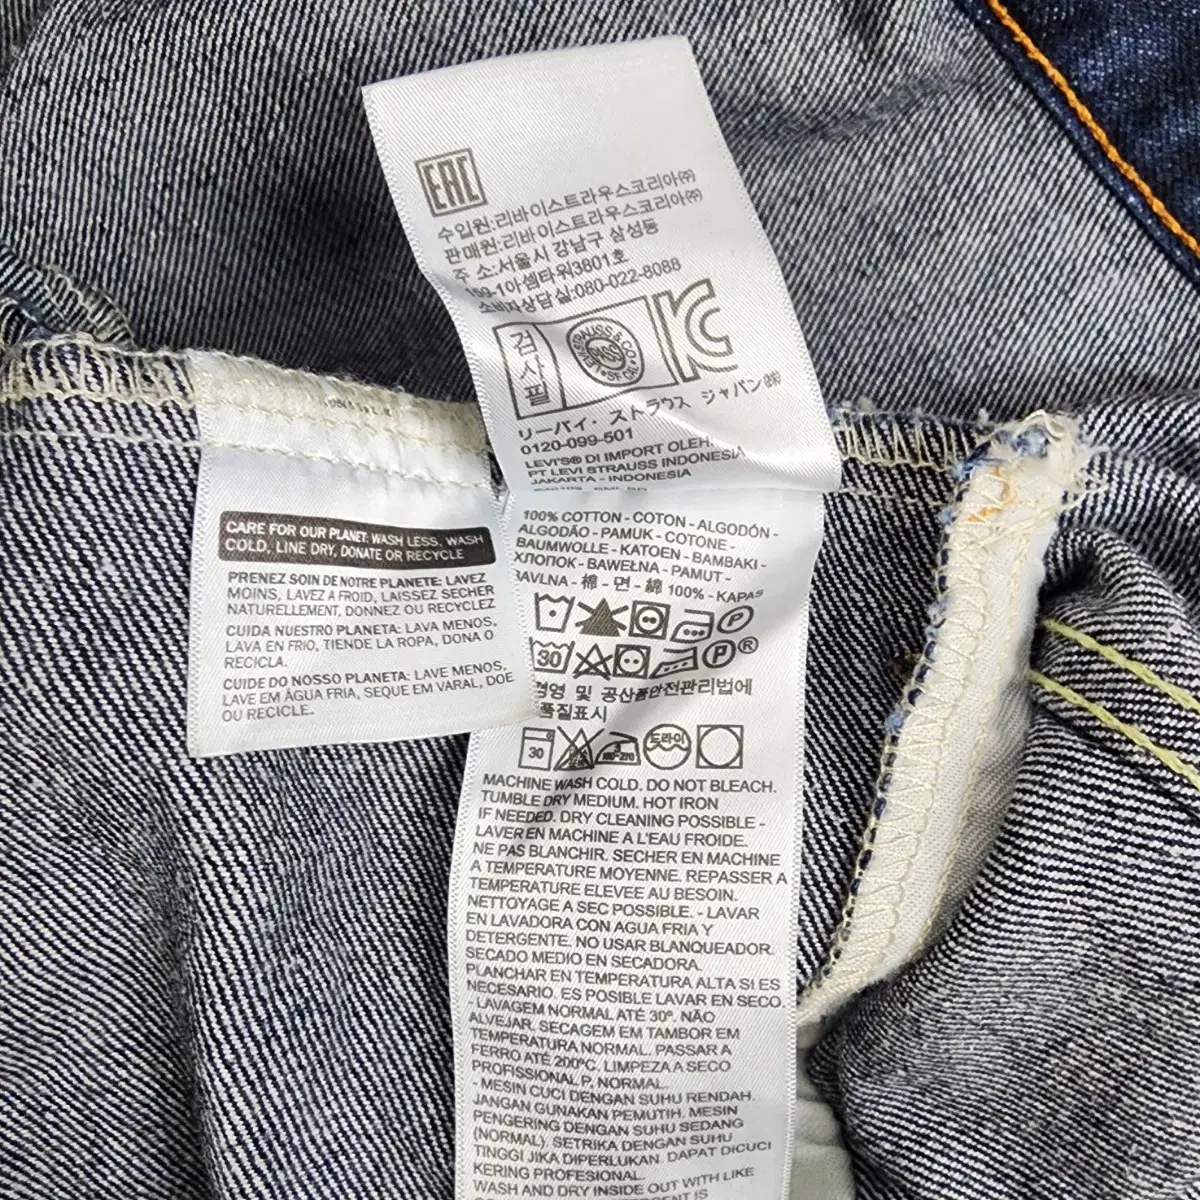 EAC
수입원:리바이스트라우스코리아㈜
판매원:리바이스트라우스코리아㈜
주 소:서울시 강남구 삼성동
159-1아셈타워3801호
소비자상담실:080-022-8088
검사필
PASS
KC
リーバイ・ストラウス ジャパン㈱
0120-099-501
LEVI'S® DI IMPORT OLEH:
PT LEVI STRAUSS INDONESIA
JAKARTA - INDONESIA
CARE FOR OUR PLANET: WASH LESS, WASH
COLD, LINE DRY, DONATE OR RECYCLE
PRENEZ SOIN DE NOTRE PLANETE: LAVEZ
MOINS, LAVEZ A FROID, LAISSEZ SECHER
NATURELLEMENT, DONNEZ OU RECYCLEZ
CUIDA NUESTRO PLANETA: LAVA MENOS,
LAVA EN FRIO, TIENDE LA ROPA, DONA O
RECICLA.
CUIDE DO NOSSO PLANETA: LAVE MENOS,
LAVE EM ÁGUA FRIA, SEQUE EM VARAL, DOE
OU RECICLE.
100% COTTON - COTON - ALGODÓN -
ALGODÃO - PAMUK - COTONE -
BAUMWOLLE - KATOEN - BAMBAKI -
ХЛОПОК - BAWEŁNA - PAMUT -
BAVLNA - 棉 - 면 - 綿 100% - KAPAS
P
30 P®
및 공산품안전관리법에
품질표시
30 3 180~210 드라이
MACHINE WASH COLD. DO NOT BLEACH.
TUMBLE DRY MEDIUM. HOT IRON
IF NEEDED. DRY CLEANING POSSIBLE -
LAVER EN MACHINE A L'EAU FROIDE.
NE PAS BLANCHIR. SECHER EN MACHINE
A TEMPERATURE MOYENNE. REPASSER A
TEMPERATURE ELEVEE AU BESOIN.
NETTOYAGE A SEC POSSIBLE. - LAVAR
EN LAVADORA CON AGUA FRIA Y
DETERGENTE. NO USAR BLANQUEADOR.
SECADO MEDIO EN SECADORA.
PLANCHAR EN TEMPERATURA ALTA SI ES
NECESARIO. ES POSIBLE LAVAR EN SECO.
- LAVAGEM NORMAL ATÉ 30º. NÃO
ALVEJAR. SECAGEM EM TAMBOR EM
TEMPERATURA NORMAL. PASSAR A
FERRO ATÉ 200ºC. LIMPEZA A SECO
PROFISSIONAL P, NORMAL.
- MESIN CUCI DENGAN SUHU RENDAH.
JANGAN GUNAKAN PEMUTIH. MESIN
PENGERING DENGAN SUHU SEDANG
(NORMAL). SETRIKA DENGAN SUHU
TINGGI JIKA DIPERLUKAN. DAPAT DICUCI
KERING PROFESIONAL.
WASH AND DRY INSIDE OUT WITH LIKE